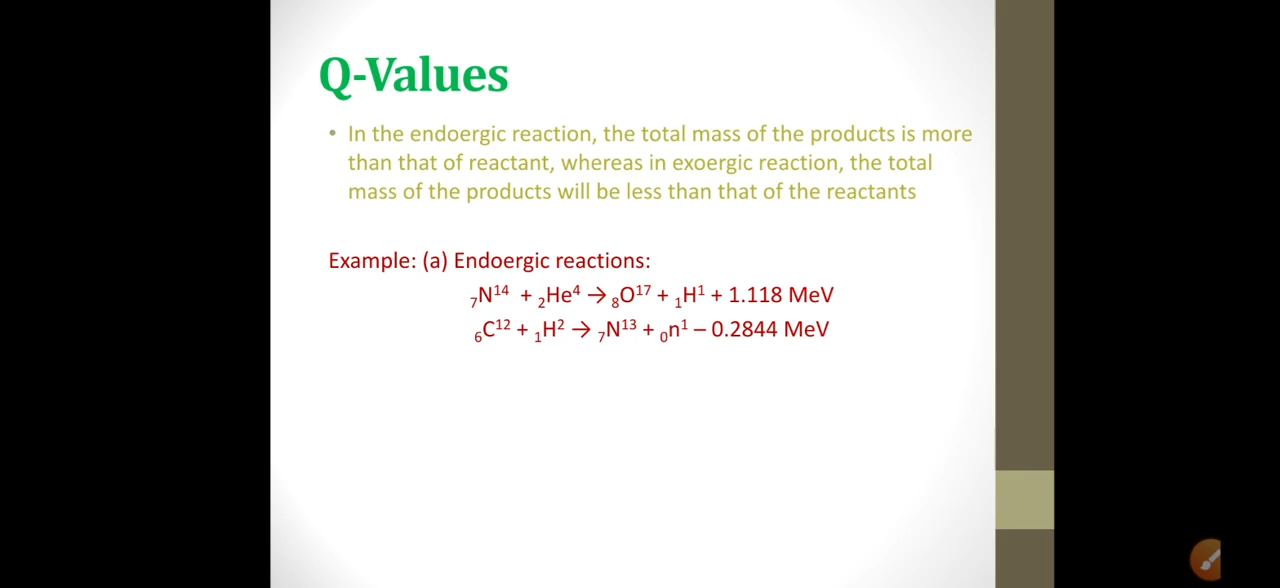 Q-Values
• In the endoergic reaction, the total mass of the products is more
than that of reactant, whereas in exoergic reaction, the total
mass of the products will be less than that of the reactants
Example: (a) Endoergic reactions:
₇N¹⁴ + ₂He⁴ → ₈O¹⁷ + ₁H¹ + 1.118 MeV
₆C¹² + ₁H² → ₇N¹³ + ₀n¹ – 0.2844 MeV